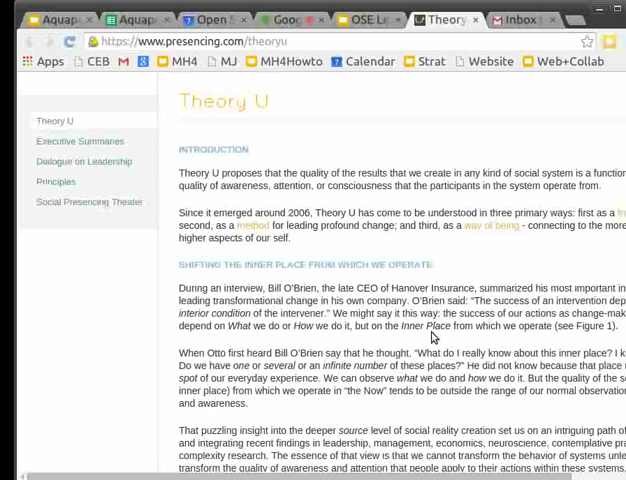 Aquap
Aquap
Open S
Goog
OSE Le
Theory
Inbox
https://www.presencing.com/theoryu
Apps CEB MH4 MJ MH4Howto Calendar Strat Website Web+Collab
Theory U
Theory U
Executive Summaries
Dialogue on Leadership
Principles
Social Presencing Theater
INTRODUCTION
Theory U proposes that the quality of the results that we create in any kind of social system is a function
quality of awareness, attention, or consciousness that the participants in the system operate from.
Since it emerged around 2006, Theory U has come to be understood in three primary ways: first as a
second, as a method for leading profound change; and third, as a way of being - connecting to the more
higher aspects of our self.
SHIFTING THE INNER PLACE FROM WHICH WE OPERATE
During an interview, Bill O'Brien, the late CEO of Hanover Insurance, summarized his most important in
leading transformational change in his own company. O'Brien said: "The success of an intervention dep
interior condition of the intervener." We might say it this way: the success of our actions as change-mak
depend on What we do or How we do it, but on the Inner Place from which we operate (see Figure 1).
When Otto first heard Bill O'Brien say that he thought, "What do I really know about this inner place? I k
Do we have one or several or an infinite number of these places?" He did not know because that place
spot of our everyday experience. We can observe what we do and how we do it. But the quality of the s
inner place) from which we operate in "the Now" tends to be outside the range of our normal observation
and awareness.
That puzzling insight into the deeper source level of social reality creation set us on an intriguing path of
and integrating recent findings in leadership, management, economics, neuroscience, contemplative pra
complexity research. The essence of that view is that we cannot transform the behavior of systems unle
transform the quality of awareness and attention that people apply to their actions within these systems,